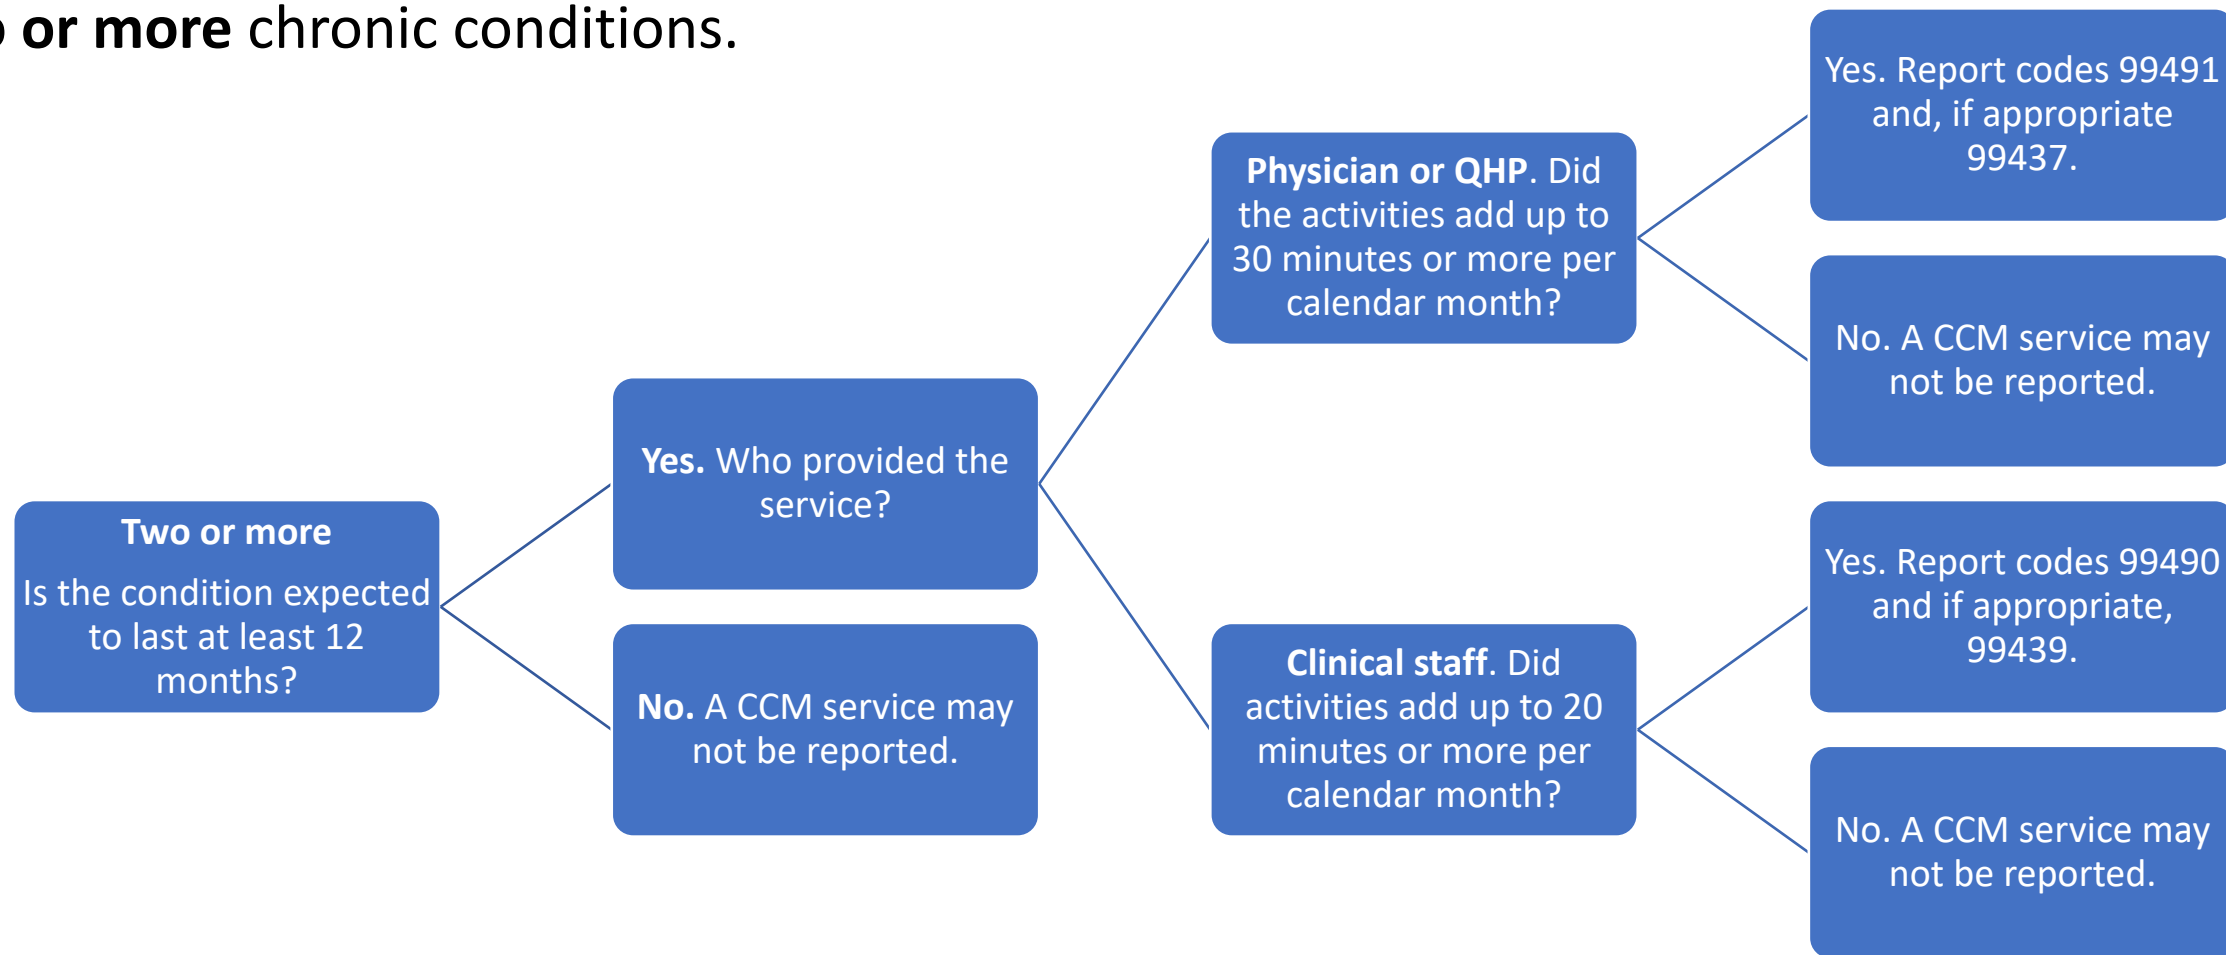 or more chronic conditions.
Two or more
Is the condition expected
to last at least 12
months?
Yes. Who provided the
service?
No. A CCM service may
not be reported.
Physician or QHP. Did
the activities add up to
30 minutes or more per
calendar month?
Clinical staff. Did
activities add up to 20
minutes or more per
calendar month?
Yes. Report codes 99491
and, if appropriate
99437.
No. A CCM service may
not be reported.
Yes. Report codes 99490
and if appropriate,
99439.
No. A CCM service may
not be reported.